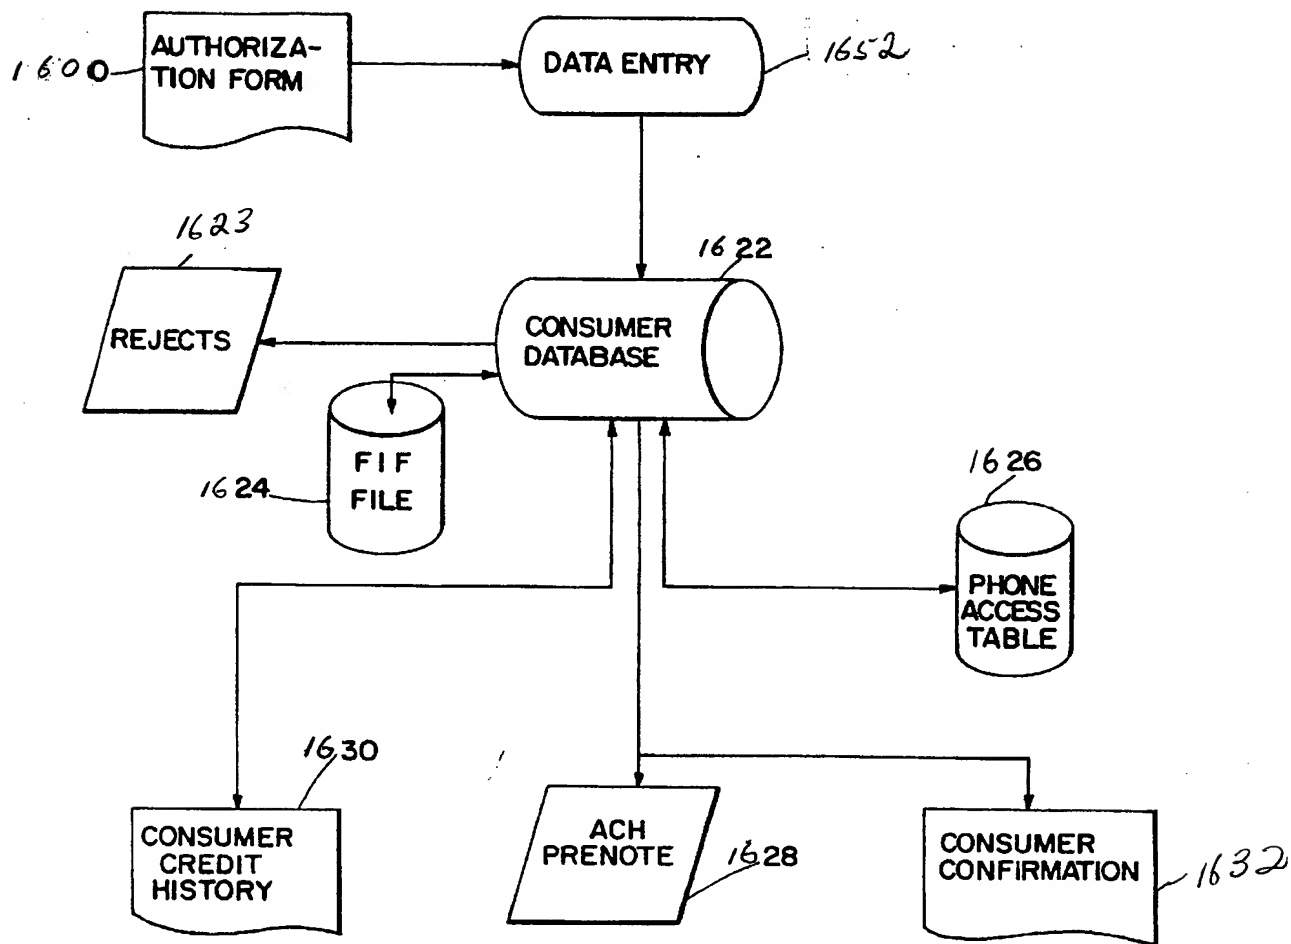 1600
AUTHORIZA-
TION FORM
DATA ENTRY
1652
1623
REJECTS
1622
CONSUMER
DATABASE
FIF
FILE
1624
1626
PHONE
ACCESS
TABLE
1630
CONSUMER
CREDIT
HISTORY
ACH
PRENOTE
1628
CONSUMER
CONFIRMATION
1632